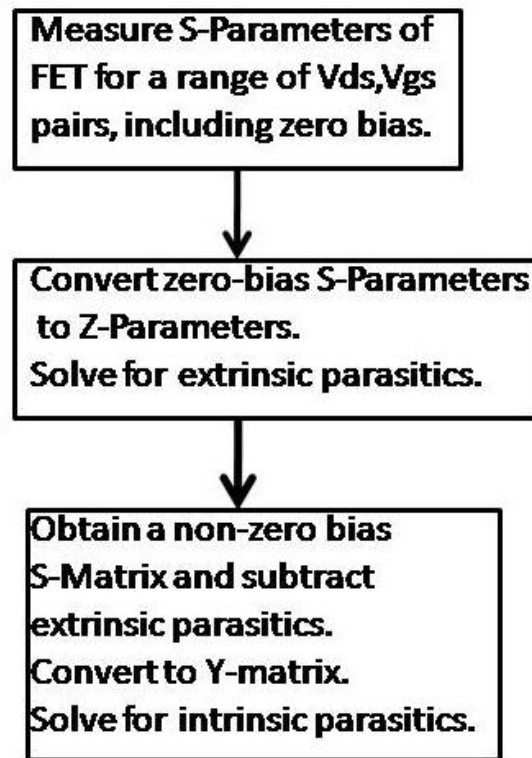 Measure S-Parameters of
FET for a range of Vds,Vgs
pairs, including zero bias.
Convert zero-bias S-Parameters
to Z-Parameters.
Solve for extrinsic parasitics.
Obtain a non-zero bias
S-Matrix and subtract
extrinsic parasitics.
Convert to Y-matrix.
Solve for intrinsic parasitics.